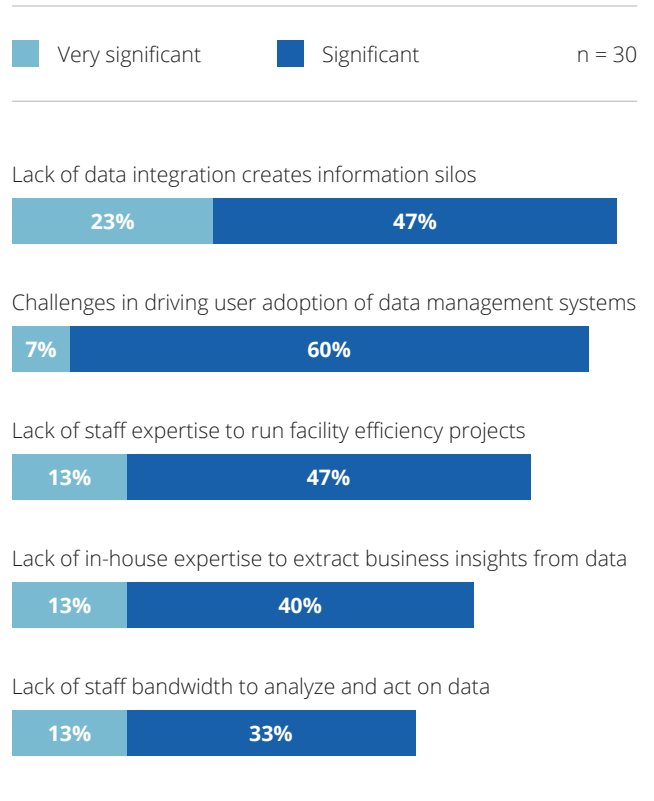 Very significant Significant n = 30
Lack of data integration creates information silos
23% 47%
Challenges in driving user adoption of data management systems
7% 60%
Lack of staff expertise to run facility efficiency projects
13% 47%
Lack of in-house expertise to extract business insights from data
13% 40%
Lack of staff bandwidth to analyze and act on data
13% 33%